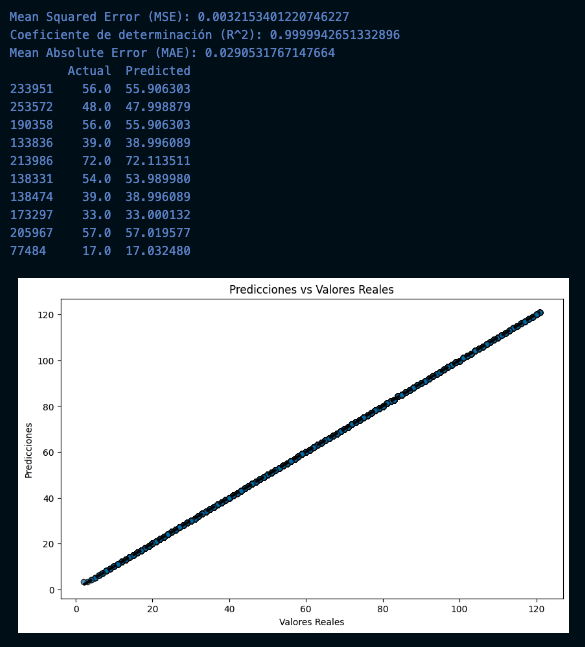 Mean Squared Error (MSE): 0.0032153401220746227
Coeficiente de determinación (R^2): 0.9999942651332896
Mean Absolute Error (MAE): 0.0290531767147664
Actual Predicted
233951 56.0 55.906303
253572 48.0 47.998879
190358 56.0 55.906303
133836 39.0 38.996089
213986 72.0 72.113511
138331 54.0 53.989980
138474 39.0 38.996089
173297 33.0 33.000132
205967 57.0 57.019577
77484 17.0 17.032480
Predicciones vs Valores Reales
120
100
80
60
40
20
0
Predicciones
0 20 40 60 80 100 120
Valores Reales